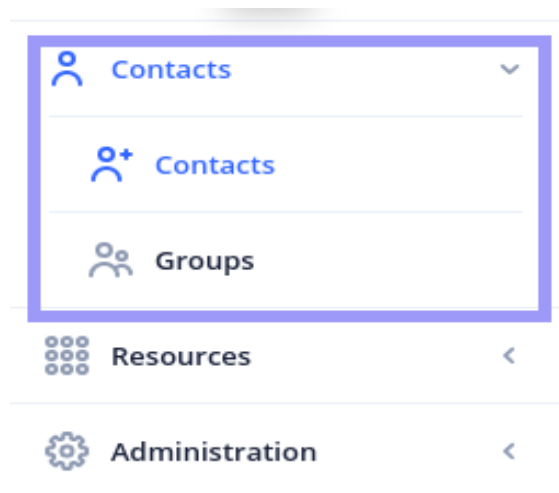 Contacts
Contacts
Groups
Resources
Administration